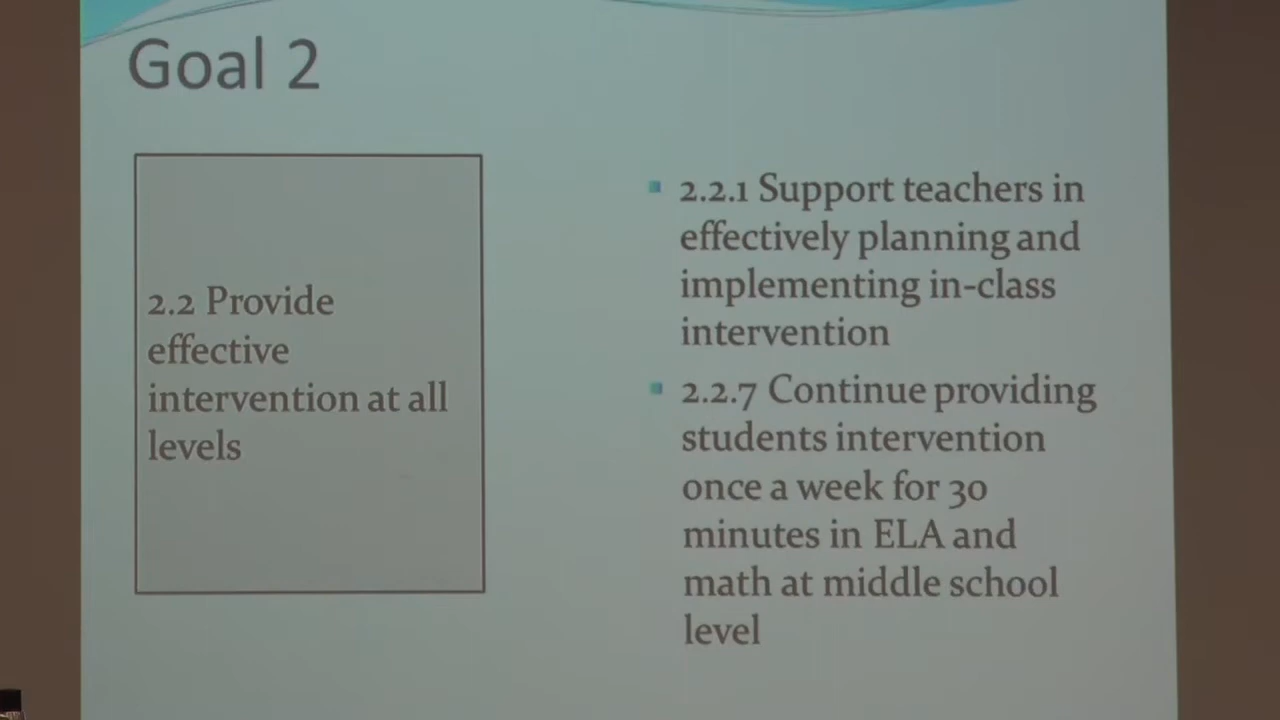 Goal 2
2.2 Provide
effective
intervention at all
levels
2.2.1 Support teachers in
effectively planning and
implementing in-class
intervention
2.2.7 Continue providing
students intervention
once a week for 30
minutes in ELA and
math at middle school
level